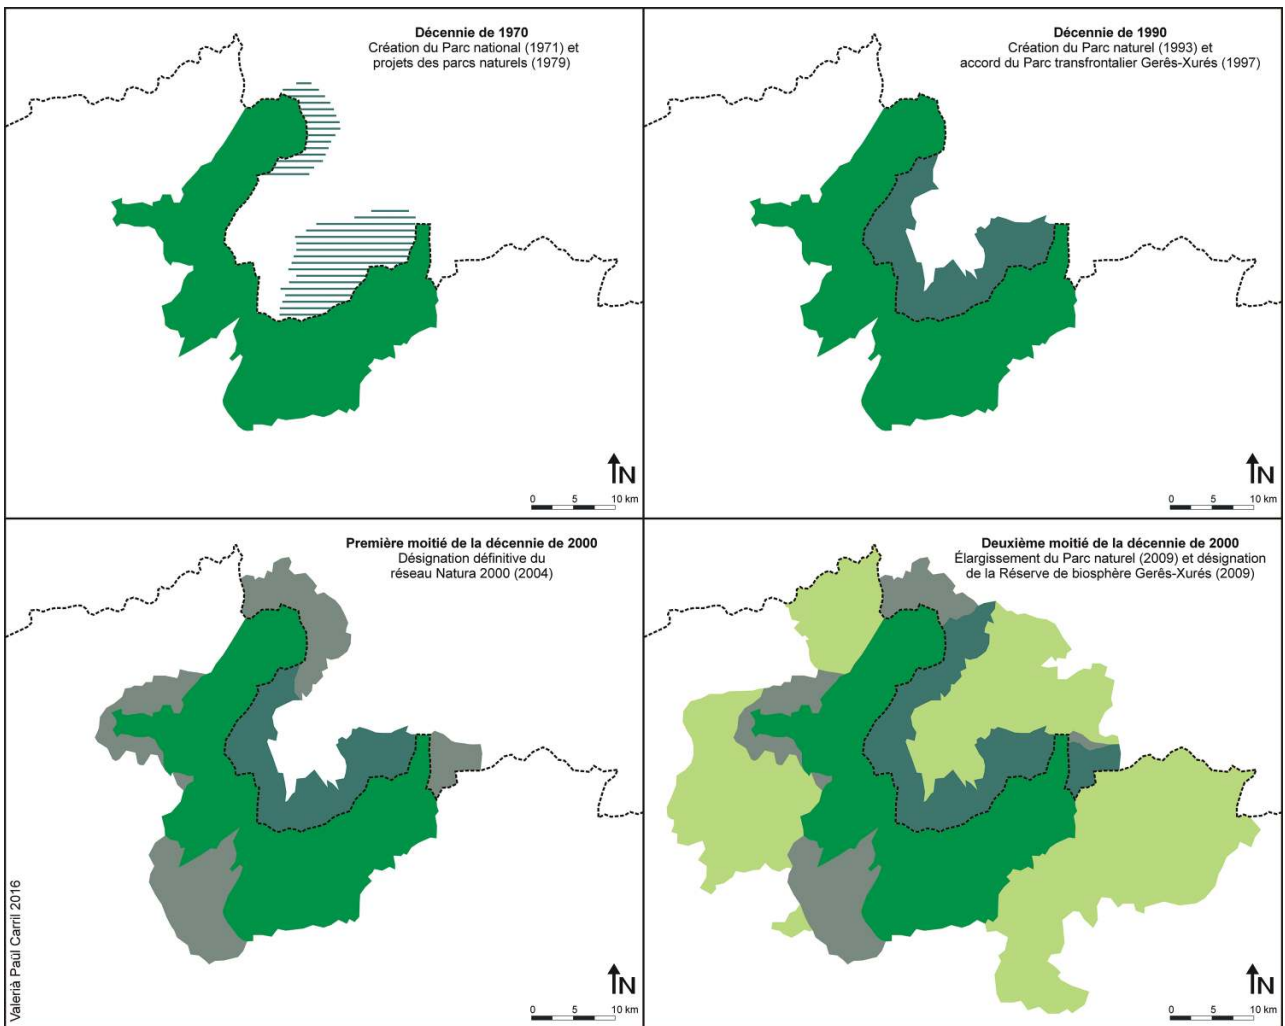 Décennie de 1970
Création du Parc national (1971) et
projets des parcs naturels (1979)
N
0 5 10 km
Décennie de 1990
Création du Parc naturel (1993) et
accord du Parc transfrontalier Gerês-Xurés (1997)
N
0 5 10 km
Première moitié de la décennie de 2000
Désignation définitive du
réseau Natura 2000 (2004)
N
0 5 10 km
Valerià Paül Carril 2016
Deuxième moitié de la décennie de 2000
Élargissement du Parc naturel (2009) et désignation
de la Réserve de biosphère Gerês-Xurés (2009)
N
0 5 10 km